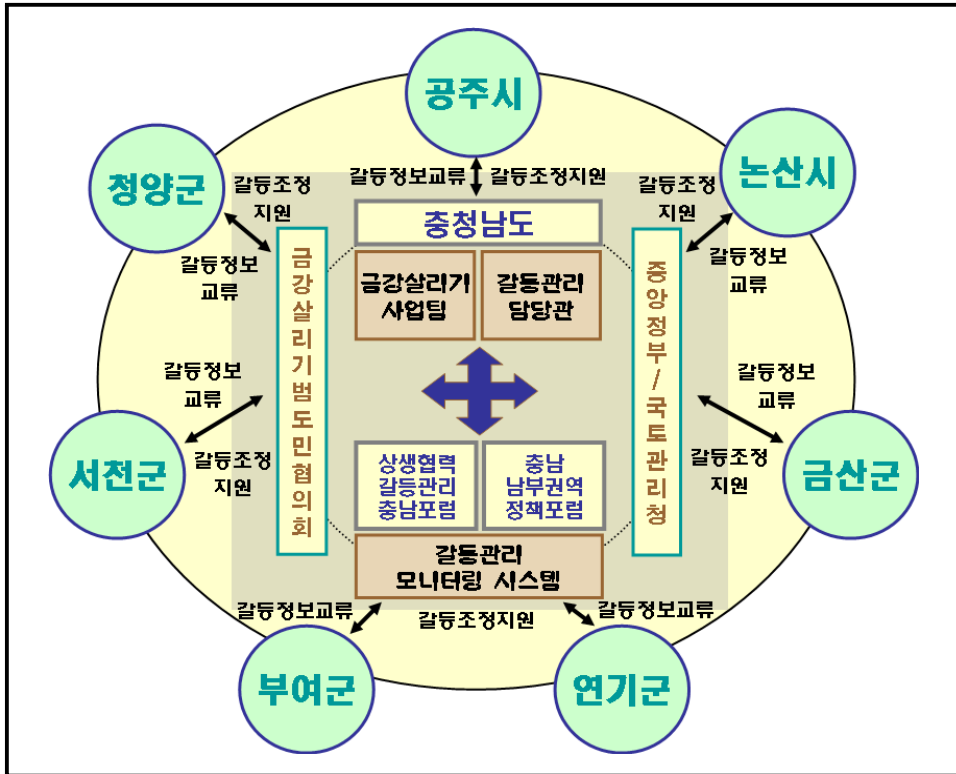 공주시
청양군
논산시
갈등정보교류
갈등조정지원
갈등조정
지원
갈등조정
지원
충청남도
갈등정보
교류
갈등정보
교류
금강살리기범도민협의회
금강살리기
사업팀
갈등관리
담당관
중앙정부/국토관리청
갈등정보
교류
갈등정보
교류
서천군
금산군
갈등조정
지원
갈등조정
지원
상생협력
갈등관리
충남포럼
충남
남부권역
정책포럼
갈등관리
모니터링 시스템
갈등정보교류
갈등조정지원
갈등정보교류
부여군
연기군